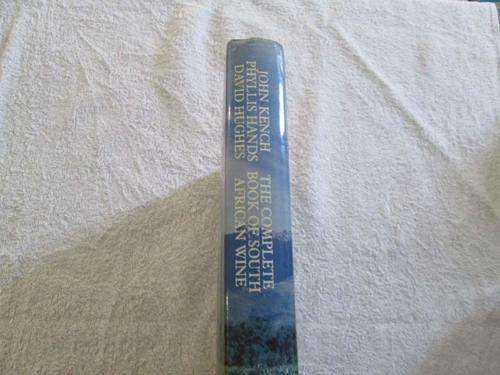 JOHN KENCH
PHYLLIS HANDS
DAVID HUGHES
THE COMPLETE
BOOK OF SOUTH
AFRICAN WINE